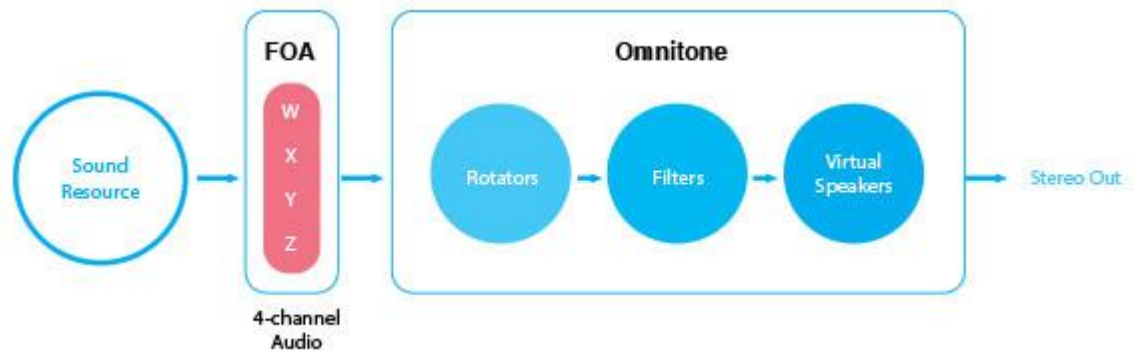 FOA
Omnitone
W
X
Y
Z
Sound
Resource
Rotators
Filters
Virtual
Speakers
Stereo Out
4-channel
Audio